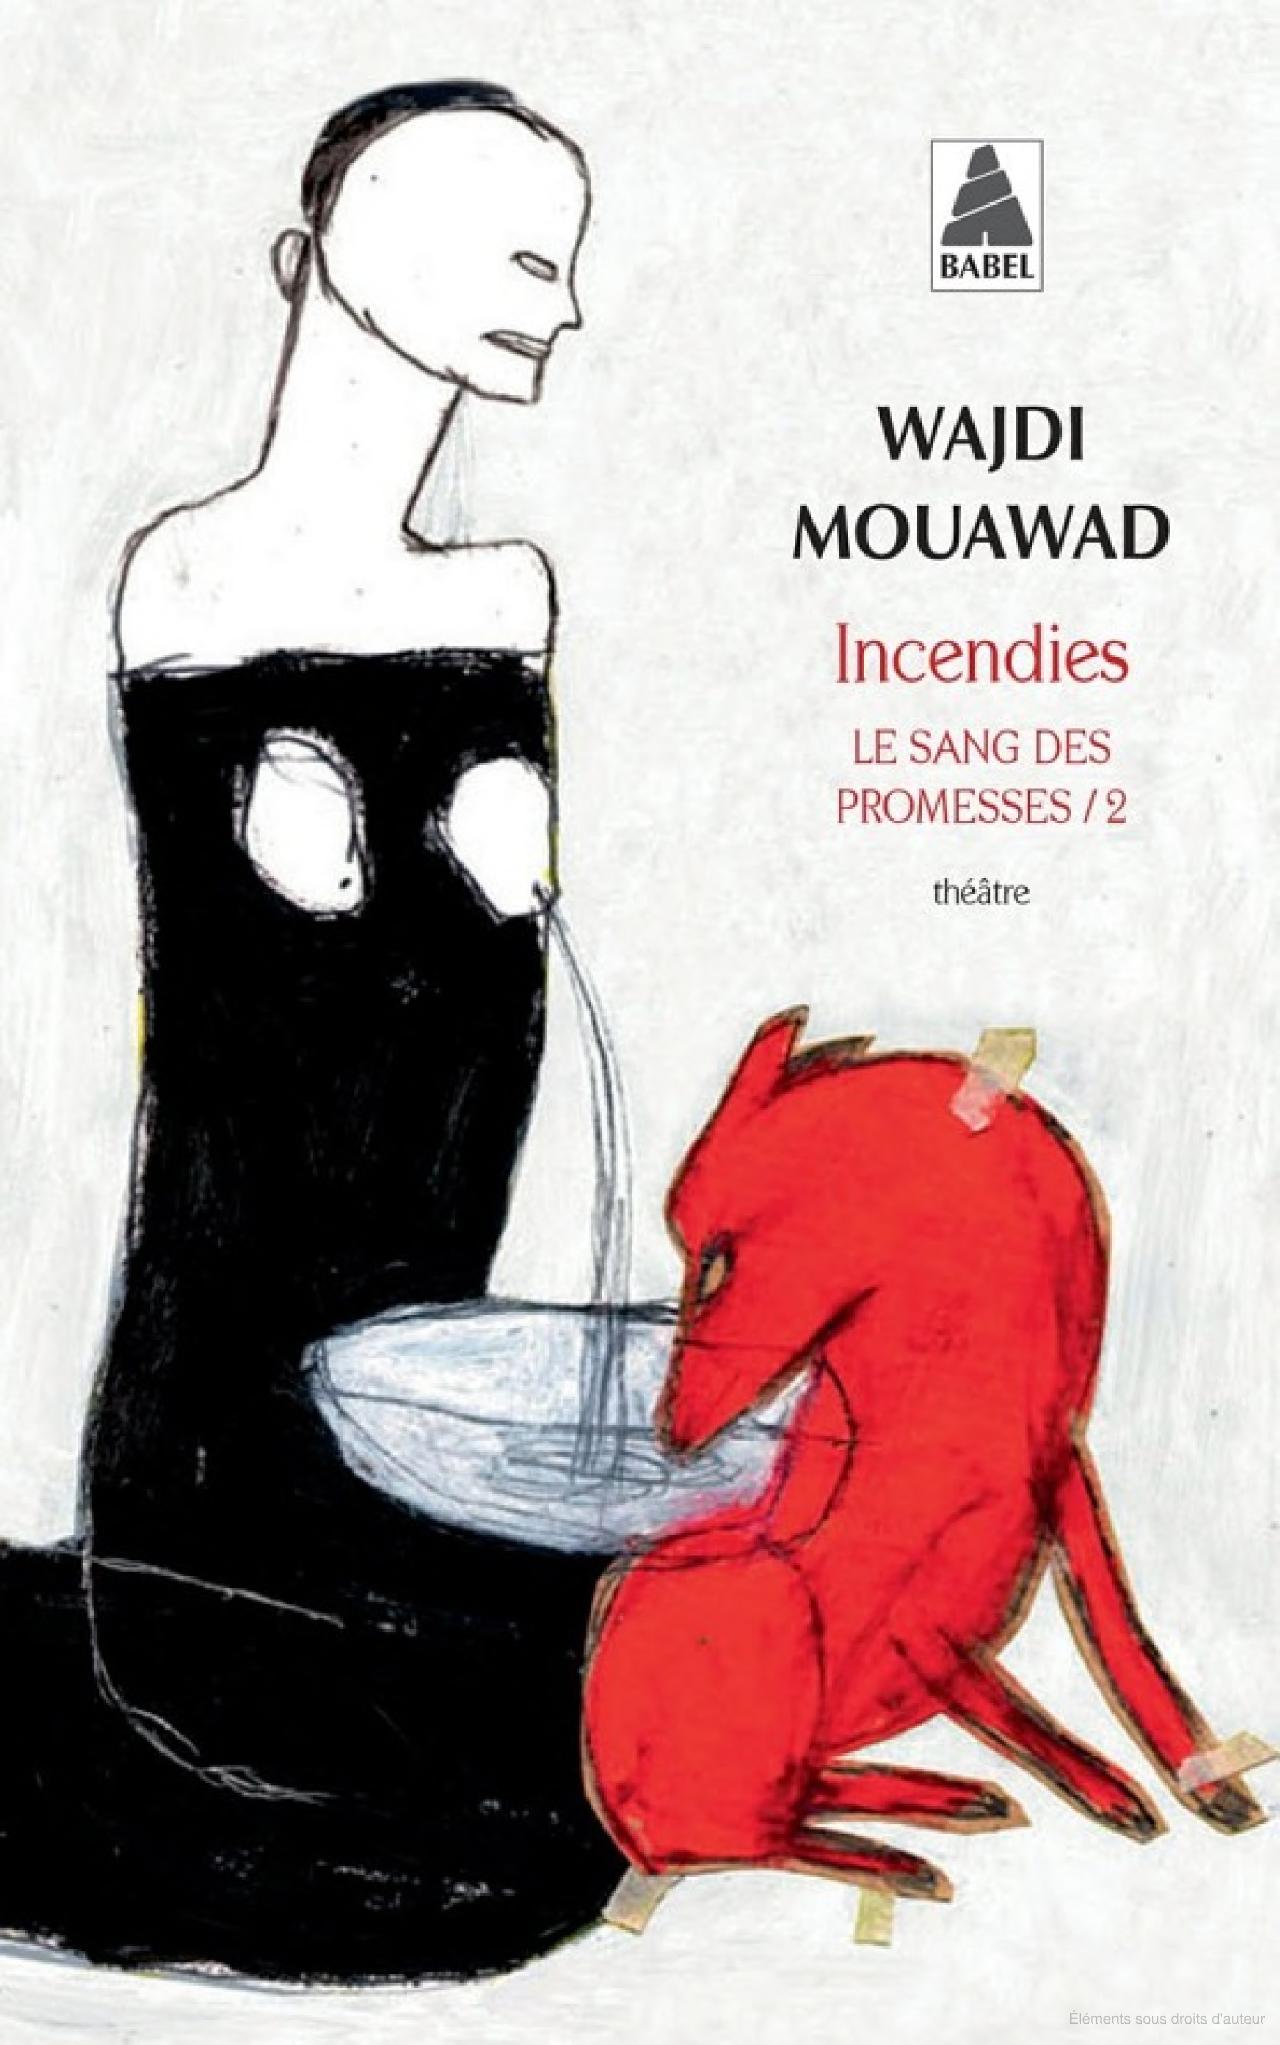 BABEL
WAJDI
MOUAWAD
Incendies
LE SANG DES
PROMESSES / 2
théâtre
Éléments sous droits d'auteur